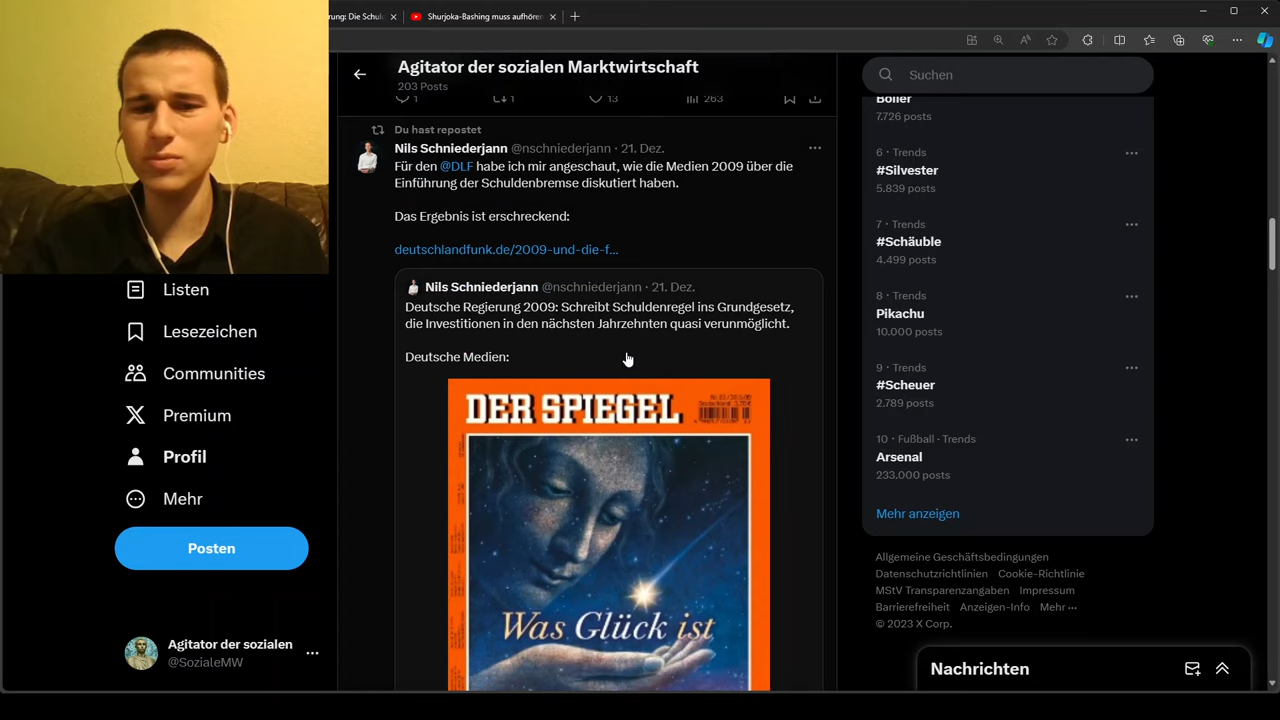 rung: Die Schul
Shurjoka-Bashing muss aufhören
Agitator der sozialen Marktwirtschaft
203 Posts
Suchen
1
1
13
263
Böller
7.726 posts
Du hast repostet
Nils Schniederjann @nschniederjann · 21. Dez.
Für den @DLF habe ich mir angeschaut, wie die Medien 2009 über die
Einführung der Schuldenbremse diskutiert haben.
Das Ergebnis ist erschreckend:
deutschlandfunk.de/2009-und-die-f...
Nils Schniederjann @nschniederjann · 21. Dez.
Deutsche Regierung 2009: Schreibt Schuldenregel ins Grundgesetz,
die Investitionen in den nächsten Jahrzehnten quasi verunmöglicht.
Deutsche Medien:
DER SPIEGEL
Was Glück ist
6 · Trends
#Silvester
5.839 posts
7 · Trends
#Schäuble
4.499 posts
8 · Trends
Pikachu
10.000 posts
9 · Trends
#Scheuer
2.789 posts
10 · Fußball · Trends
Arsenal
233.000 posts
Mehr anzeigen
Allgemeine Geschäftsbedingungen
Datenschutzrichtlinien Cookie-Richtlinie
MStV Transparenzangaben Impressum
Barrierefreiheit Anzeigen-Info Mehr ···
© 2023 X Corp.
Listen
Lesezeichen
Communities
Premium
Profil
Mehr
Posten
Agitator der sozialen
@SozialeMW
Nachrichten